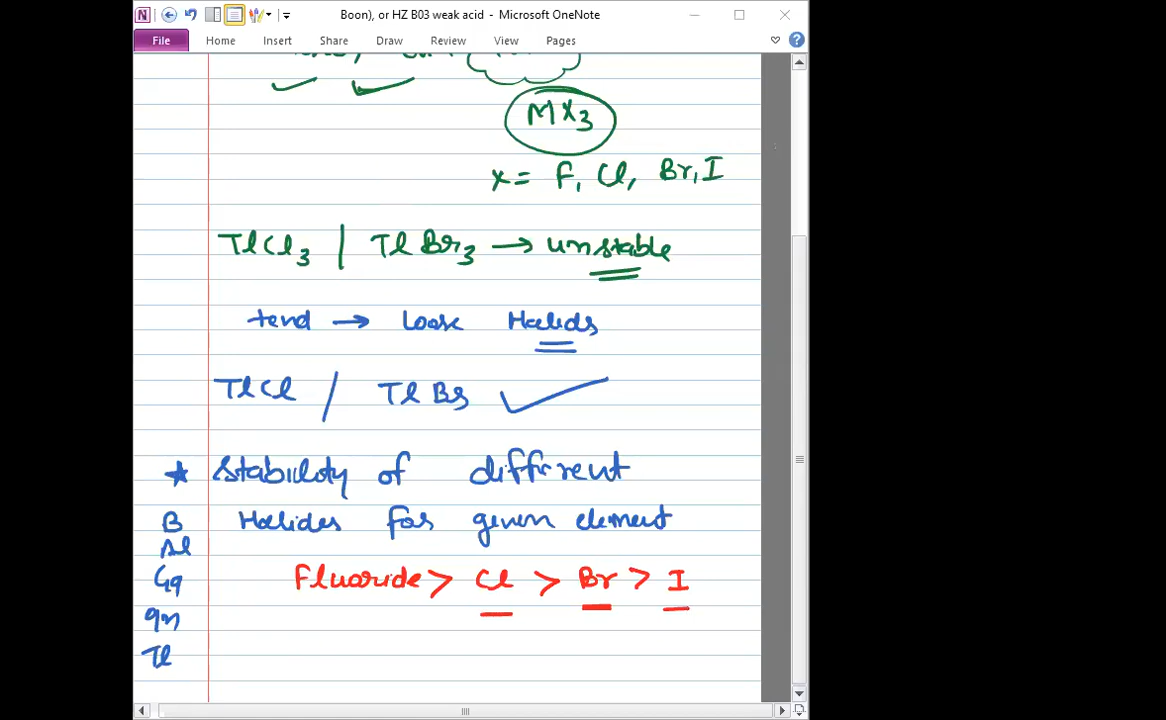 Boon), or HZ B03 weak acid - Microsoft OneNote
File Home Insert Share Draw Review View Pages
MX3
X = F, Cl, Br, I
TlCl3 | TlBr3 → unstable
tend → loose Halids
TlCl / TlBr
★ Stability of different
B Halides for given element
Al
Ga Fluoride > Cl > Br > I
In
Tl